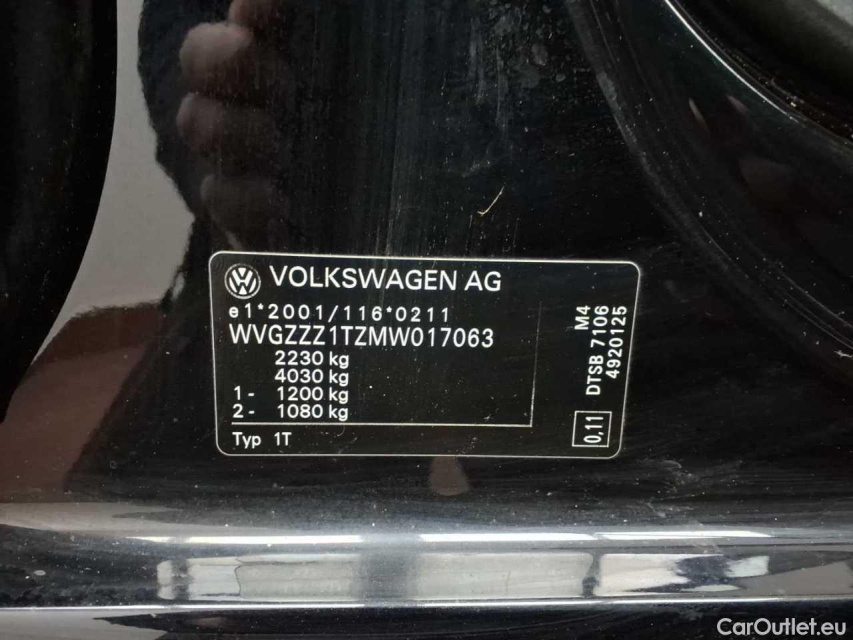 VOLKSWAGEN AG
e1*2001/116*0211
WVGZZZ1TZMW017063
2230 kg
4030 kg
1- 1200 kg
2- 1080 kg
Typ 1T
M4
DTSB 7106
4920125
0,11
CarOutlet.eu